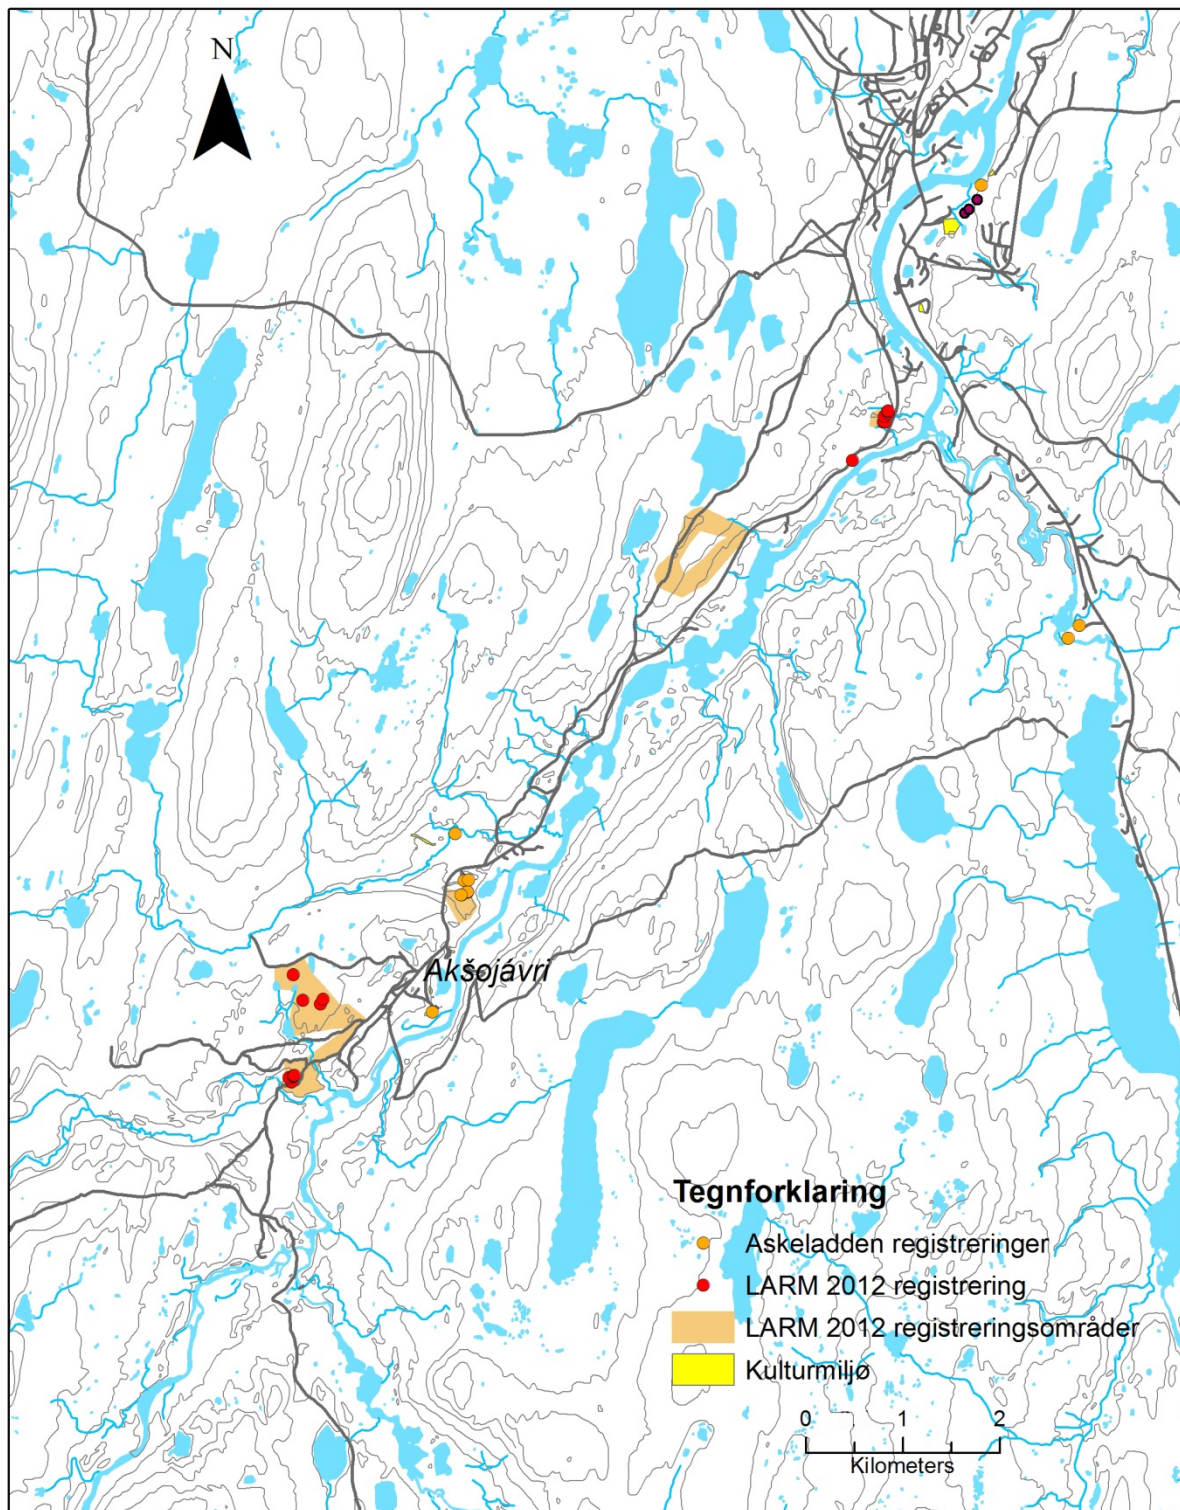 N
Akšojávri
Tegnforklaring
Askeladden registreringer
LARM 2012 registrering
LARM 2012 registreringsområder
Kulturmiljø
0 1 2
Kilometers